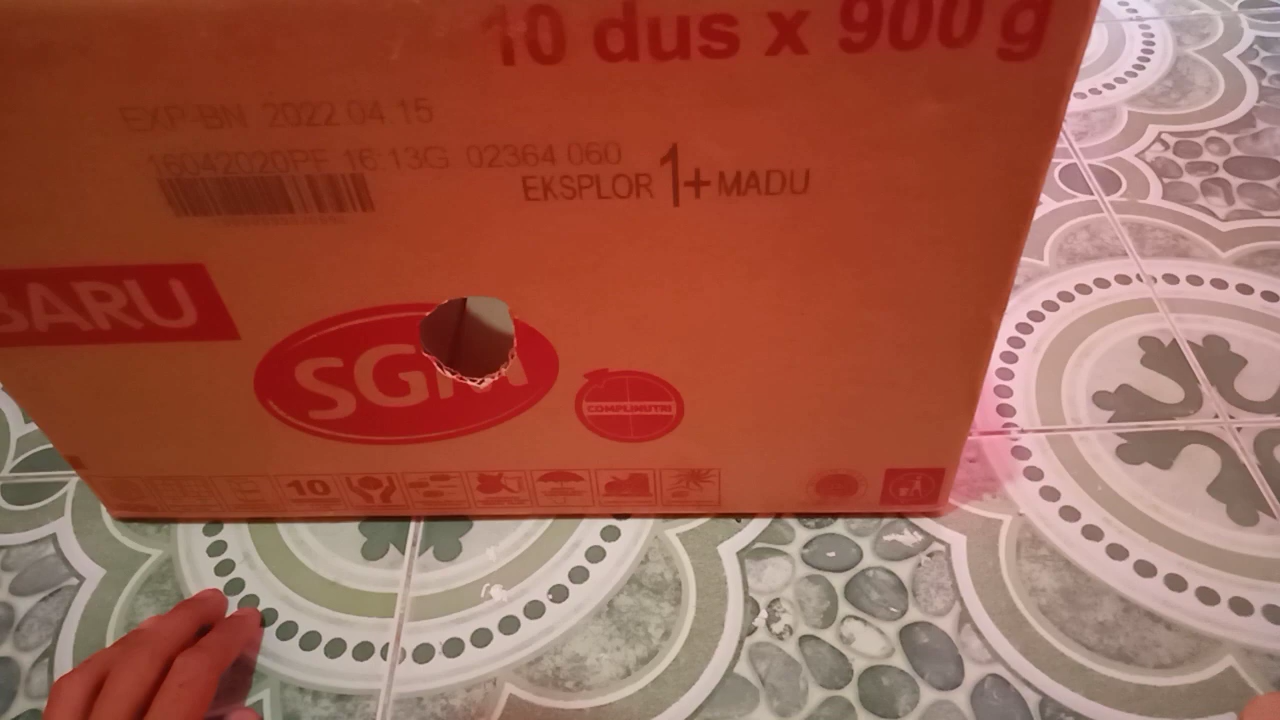 10 dus x 900 g
EXP-BN 2022.04.15
16042020PF 16:13G 02364 060
EKSPLOR 1+ MADU
BARU
SGM
COMPLINUTRI
10